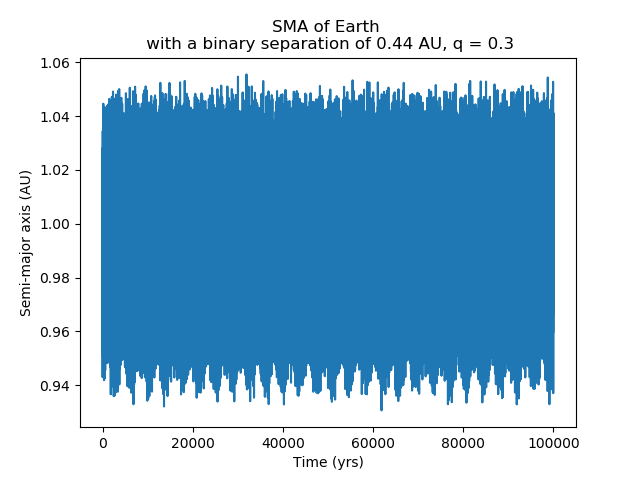 SMA of Earth
with a binary separation of 0.44 AU, q = 0.3
1.06
1.04
1.02
1.00
0.98
0.96
0.94
Semi-major axis (AU)
0 20000 40000 60000 80000 100000
Time (yrs)